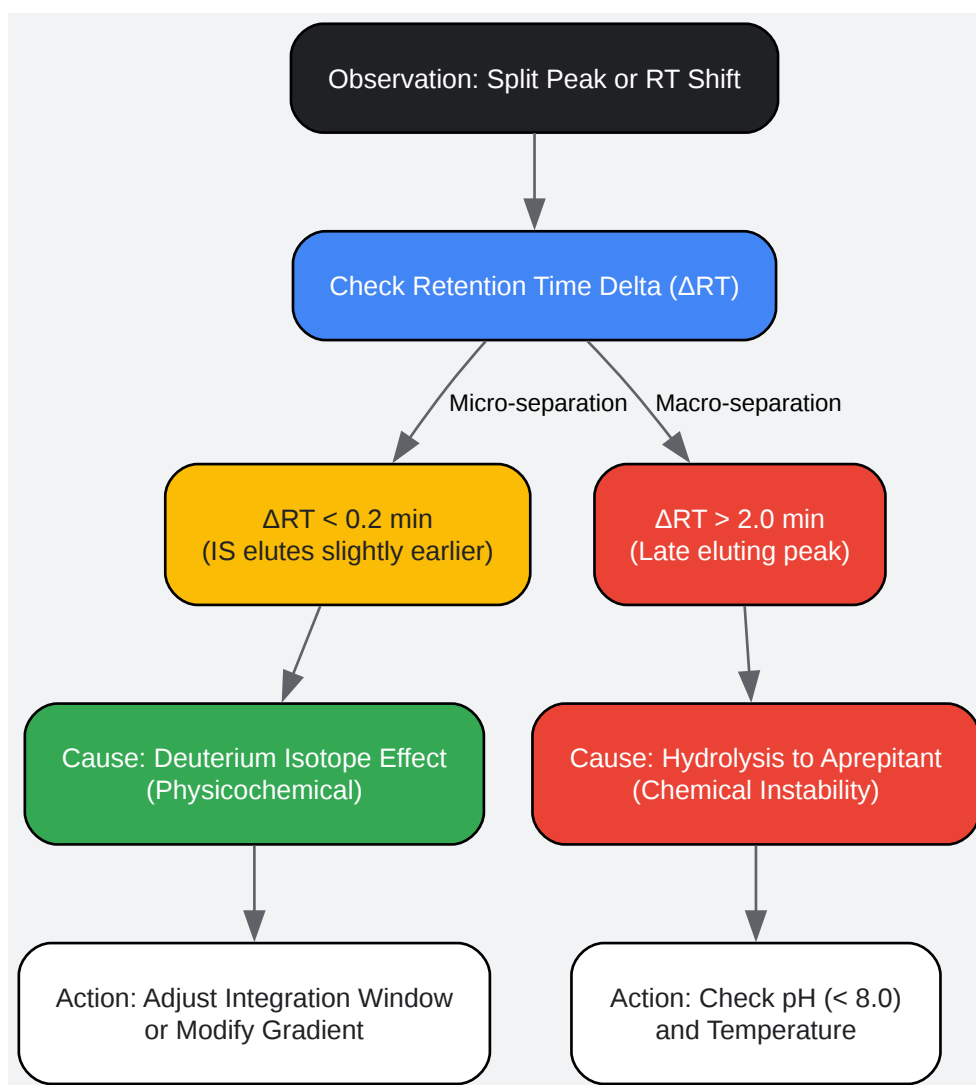 Observation: Split Peak or RT Shift
Check Retention Time Delta (ΔRT)
Micro-separation
Macro-separation
ΔRT < 0.2 min
(IS elutes slightly earlier)
ΔRT > 2.0 min
(Late eluting peak)
Cause: Deuterium Isotope Effect
(Physicochemical)
Cause: Hydrolysis to Aprepitant
(Chemical Instability)
Action: Adjust Integration Window
or Modify Gradient
Action: Check pH (< 8.0)
and Temperature